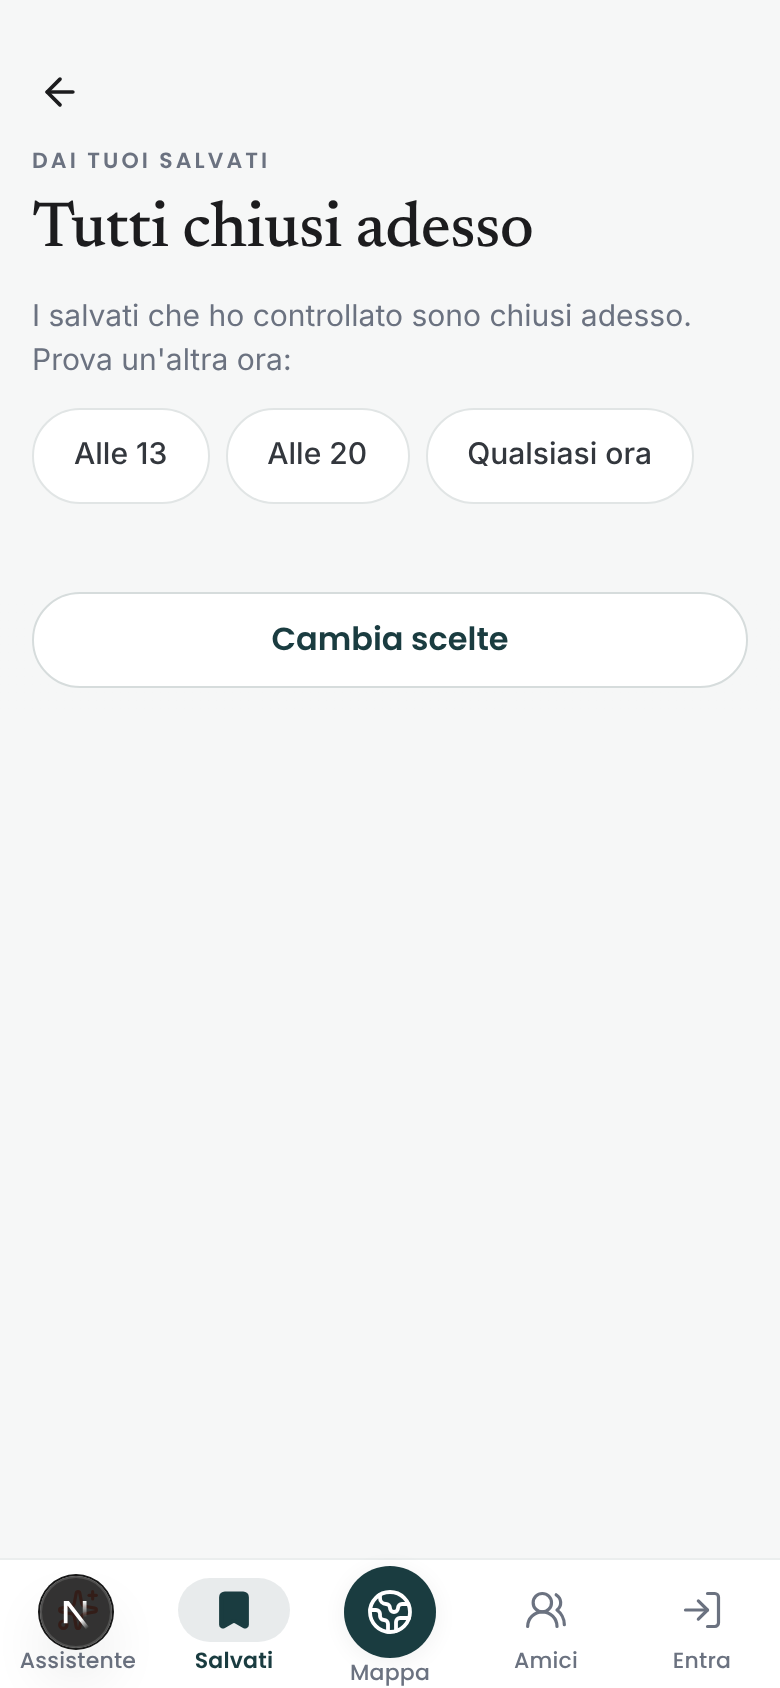 DAI TUOI SALVATI
Tutti chiusi adesso
I salvati che ho controllato sono chiusi adesso.
Prova un'altra ora:
Alle 13
Alle 20
Qualsiasi ora
Cambia scelte
N
Assistente
Salvati
Mappa
Amici
Entra